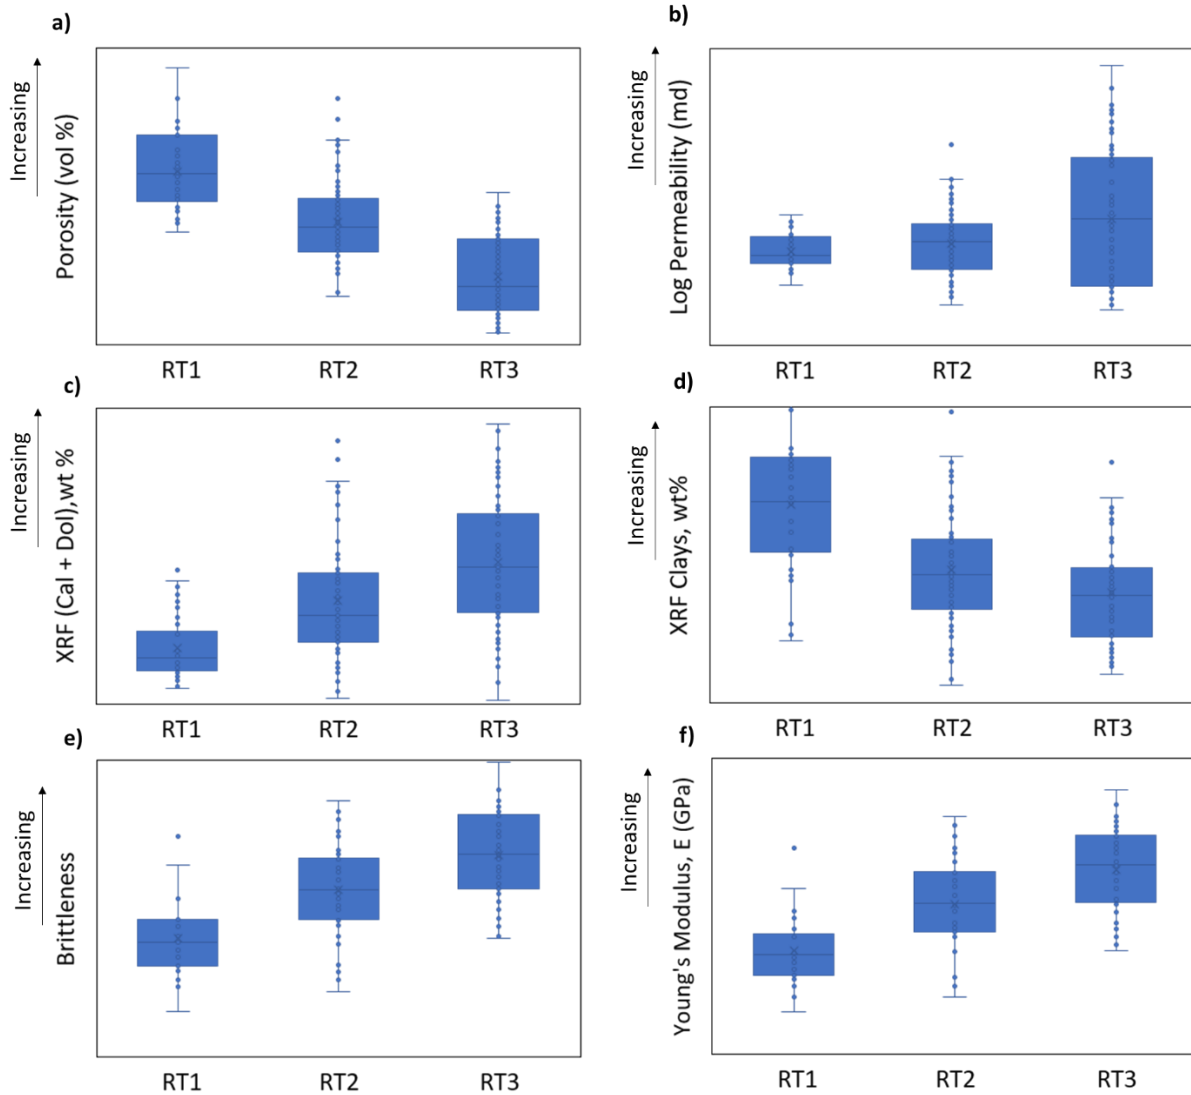 a)
Increasing
Porosity (vol %)
RT1
RT2
RT3
b)
Increasing
Log Permeability (md)
RT1
RT2
RT3
c)
Increasing
XRF (Cal + Dol),wt %
RT1
RT2
RT3
d)
Increasing
XRF Clays, wt%
RT1
RT2
RT3
e)
Increasing
Brittleness
RT1
RT2
RT3
f)
Increasing
Young's Modulus, E (GPa)
RT1
RT2
RT3